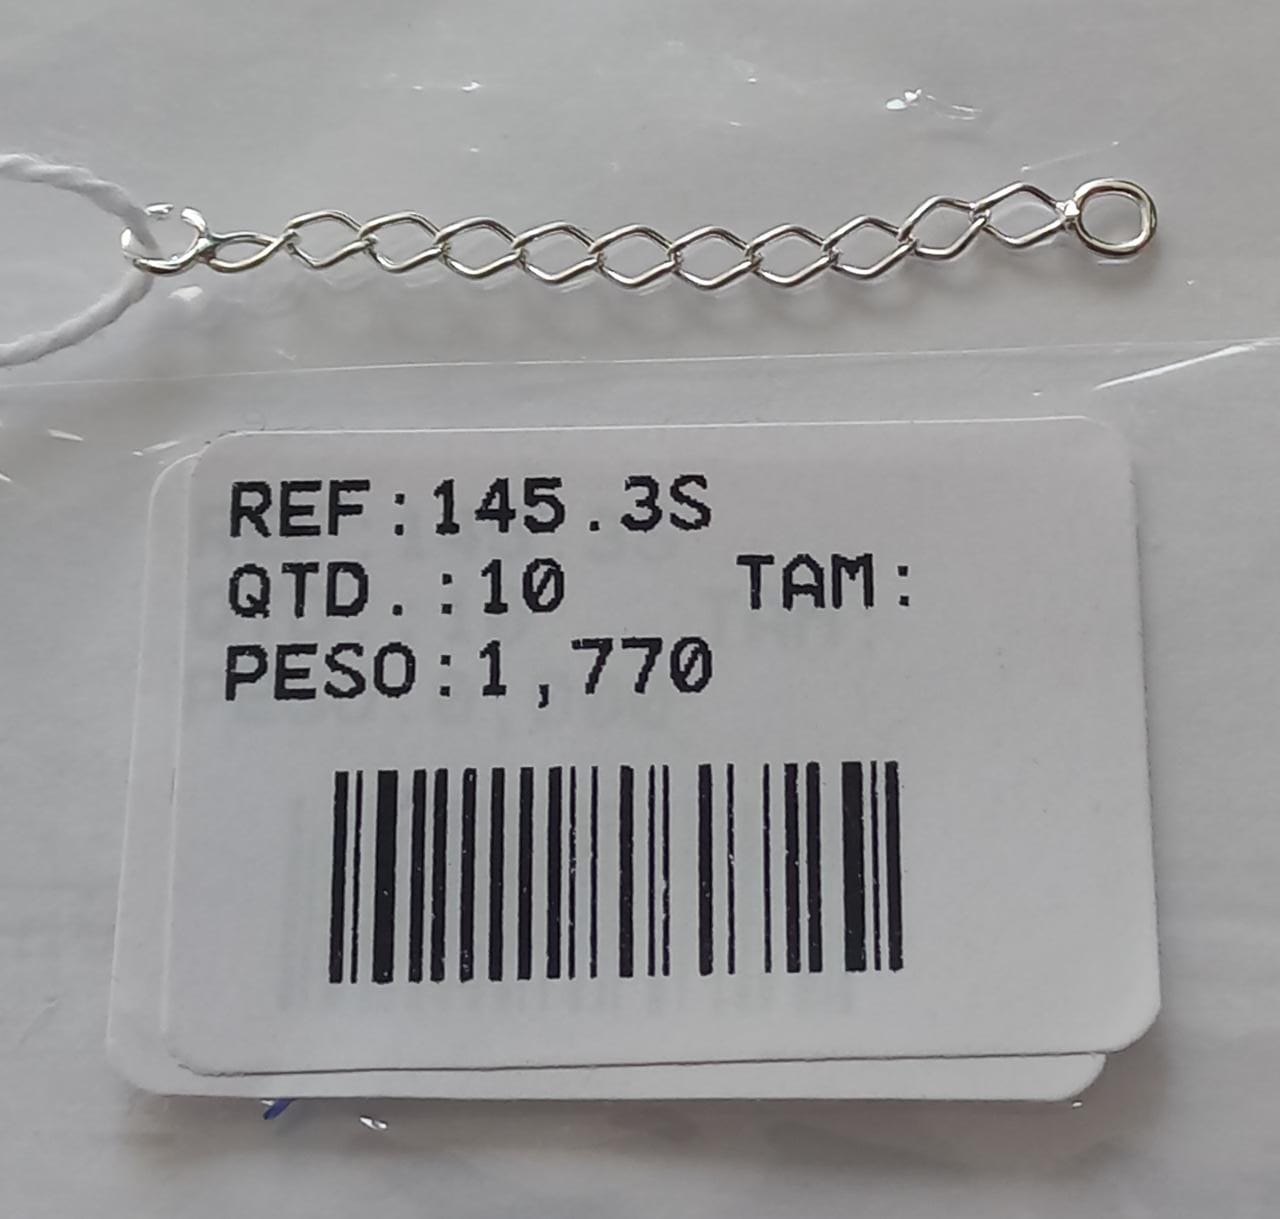 REF:145.3S
QTD.:10 TAM:
PESO:1,770